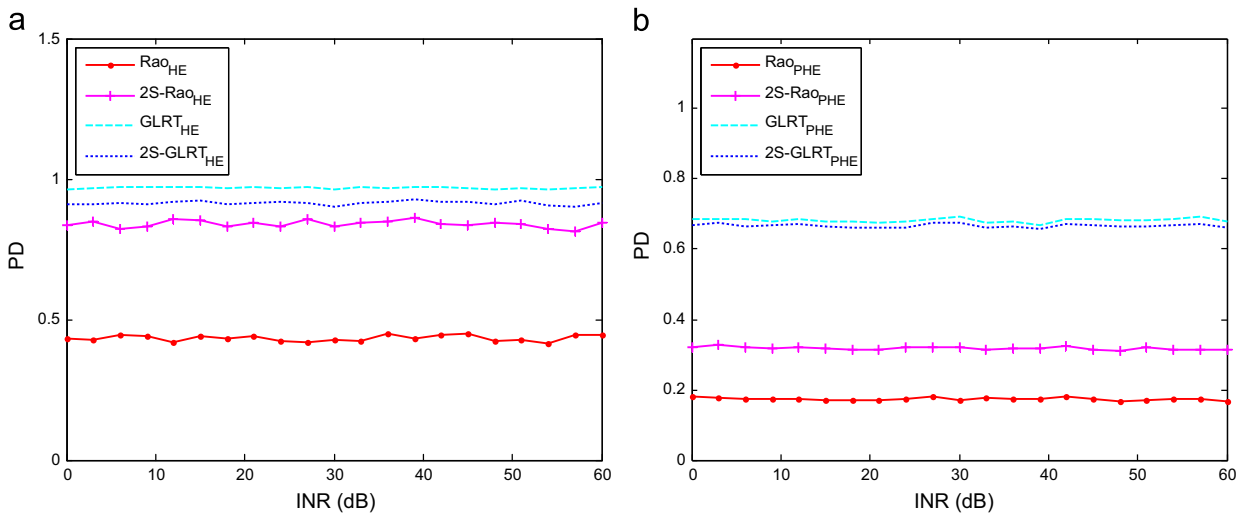 a
1.5
1
0.5
0
PD
Rao_HE
2S-Rao_HE
GLRT_HE
2S-GLRT_HE
0 10 20 30 40 50 60
INR (dB)
b
1
0.8
0.6
0.4
0.2
0
PD
Rao_PHE
2S-Rao_PHE
GLRT_PHE
2S-GLRT_PHE
0 10 20 30 40 50 60
INR (dB)